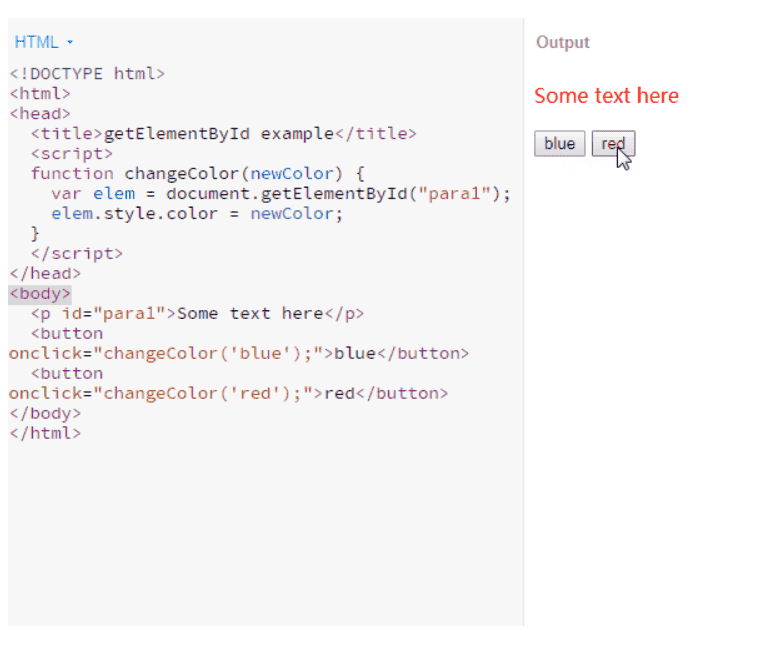 HTML
<!DOCTYPE html>
<html>
<head>
  <title>getElementById example</title>
  <script>
  function changeColor(newColor) {
    var elem = document.getElementById("para1");
    elem.style.color = newColor;
  }
  </script>
</head>
<body>
  <p id="para1">Some text here</p>
  <button
onclick="changeColor('blue');">blue</button>
  <button
onclick="changeColor('red');">red</button>
</body>
</html>
Output
Some text here
blue red